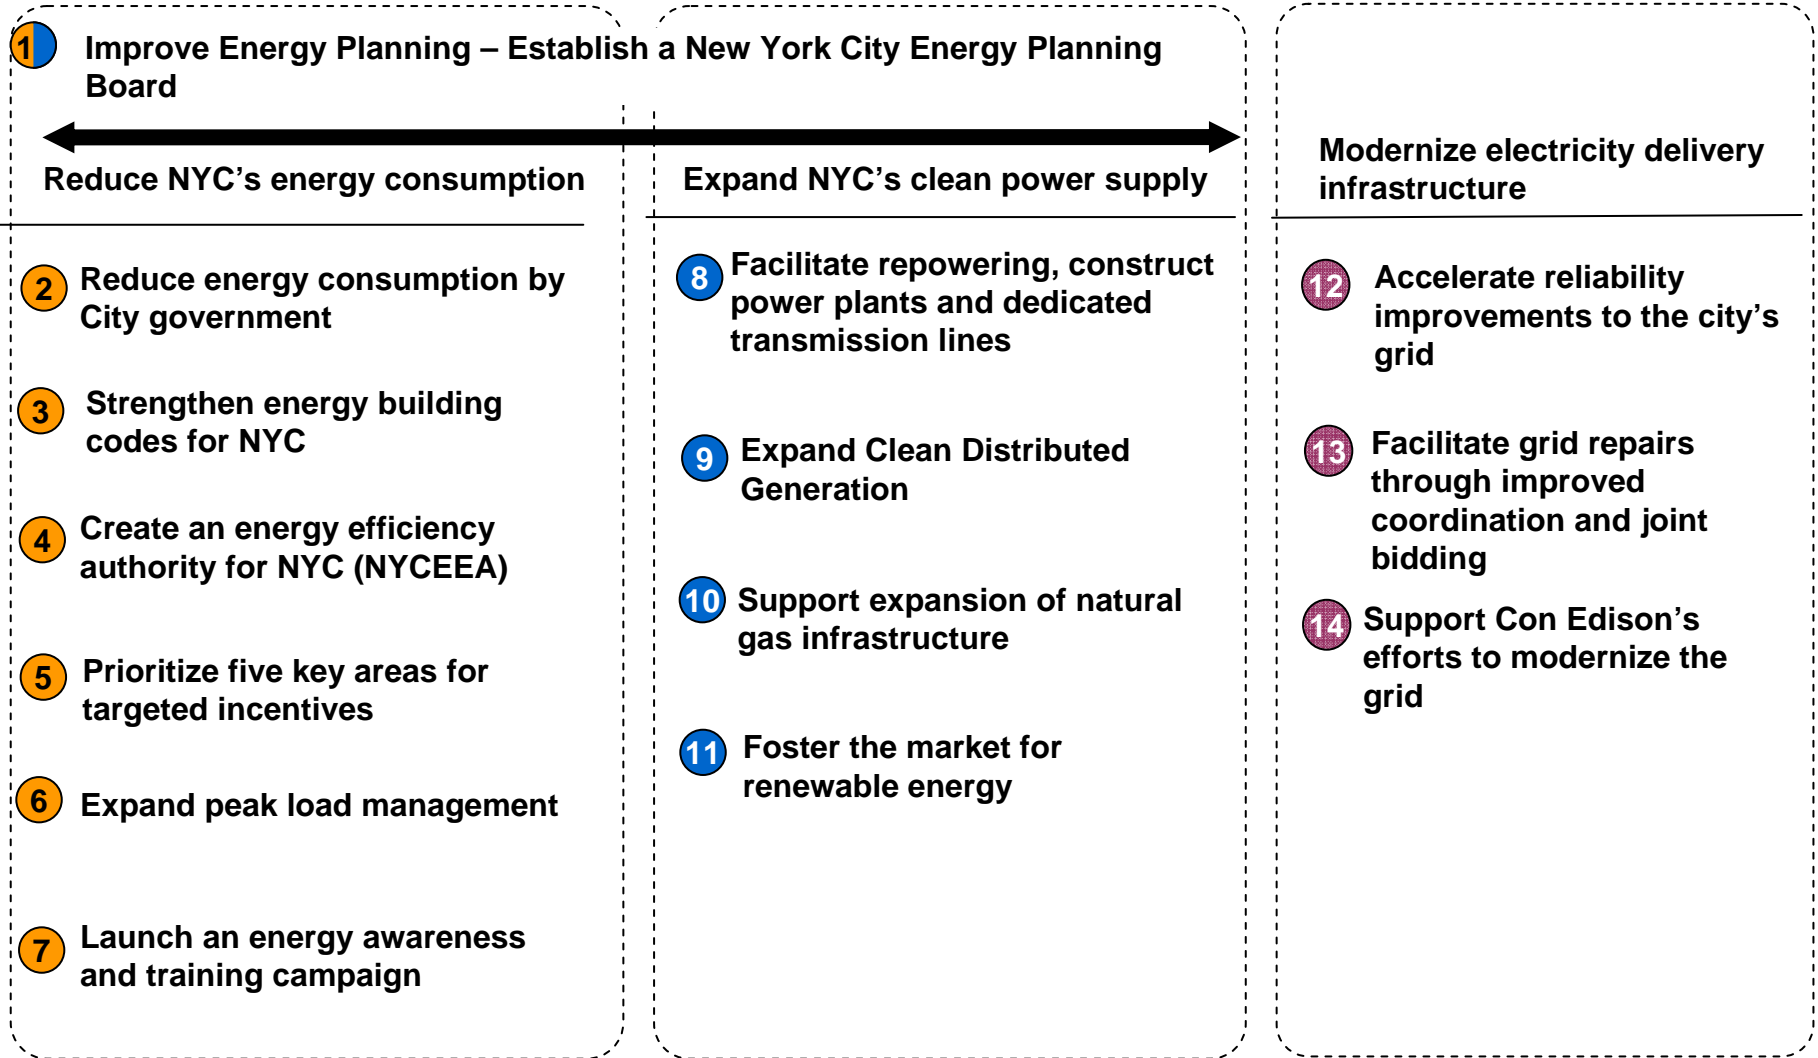 1
Improve Energy Planning – Establish a New York City Energy Planning
Board
Reduce NYC’s energy consumption
2
Reduce energy consumption by
City government
3
Strengthen energy building
codes for NYC
4
Create an energy efficiency
authority for NYC (NYCEEA)
5
Prioritize five key areas for
targeted incentives
6
Expand peak load management
7
Launch an energy awareness
and training campaign
Expand NYC’s clean power supply
8
Facilitate repowering, construct
power plants and dedicated
transmission lines
9
Expand Clean Distributed
Generation
10
Support expansion of natural
gas infrastructure
11
Foster the market for
renewable energy
Modernize electricity delivery
infrastructure
12
Accelerate reliability
improvements to the city’s
grid
13
Facilitate grid repairs
through improved
coordination and joint
bidding
14
Support Con Edison’s
efforts to modernize the
grid